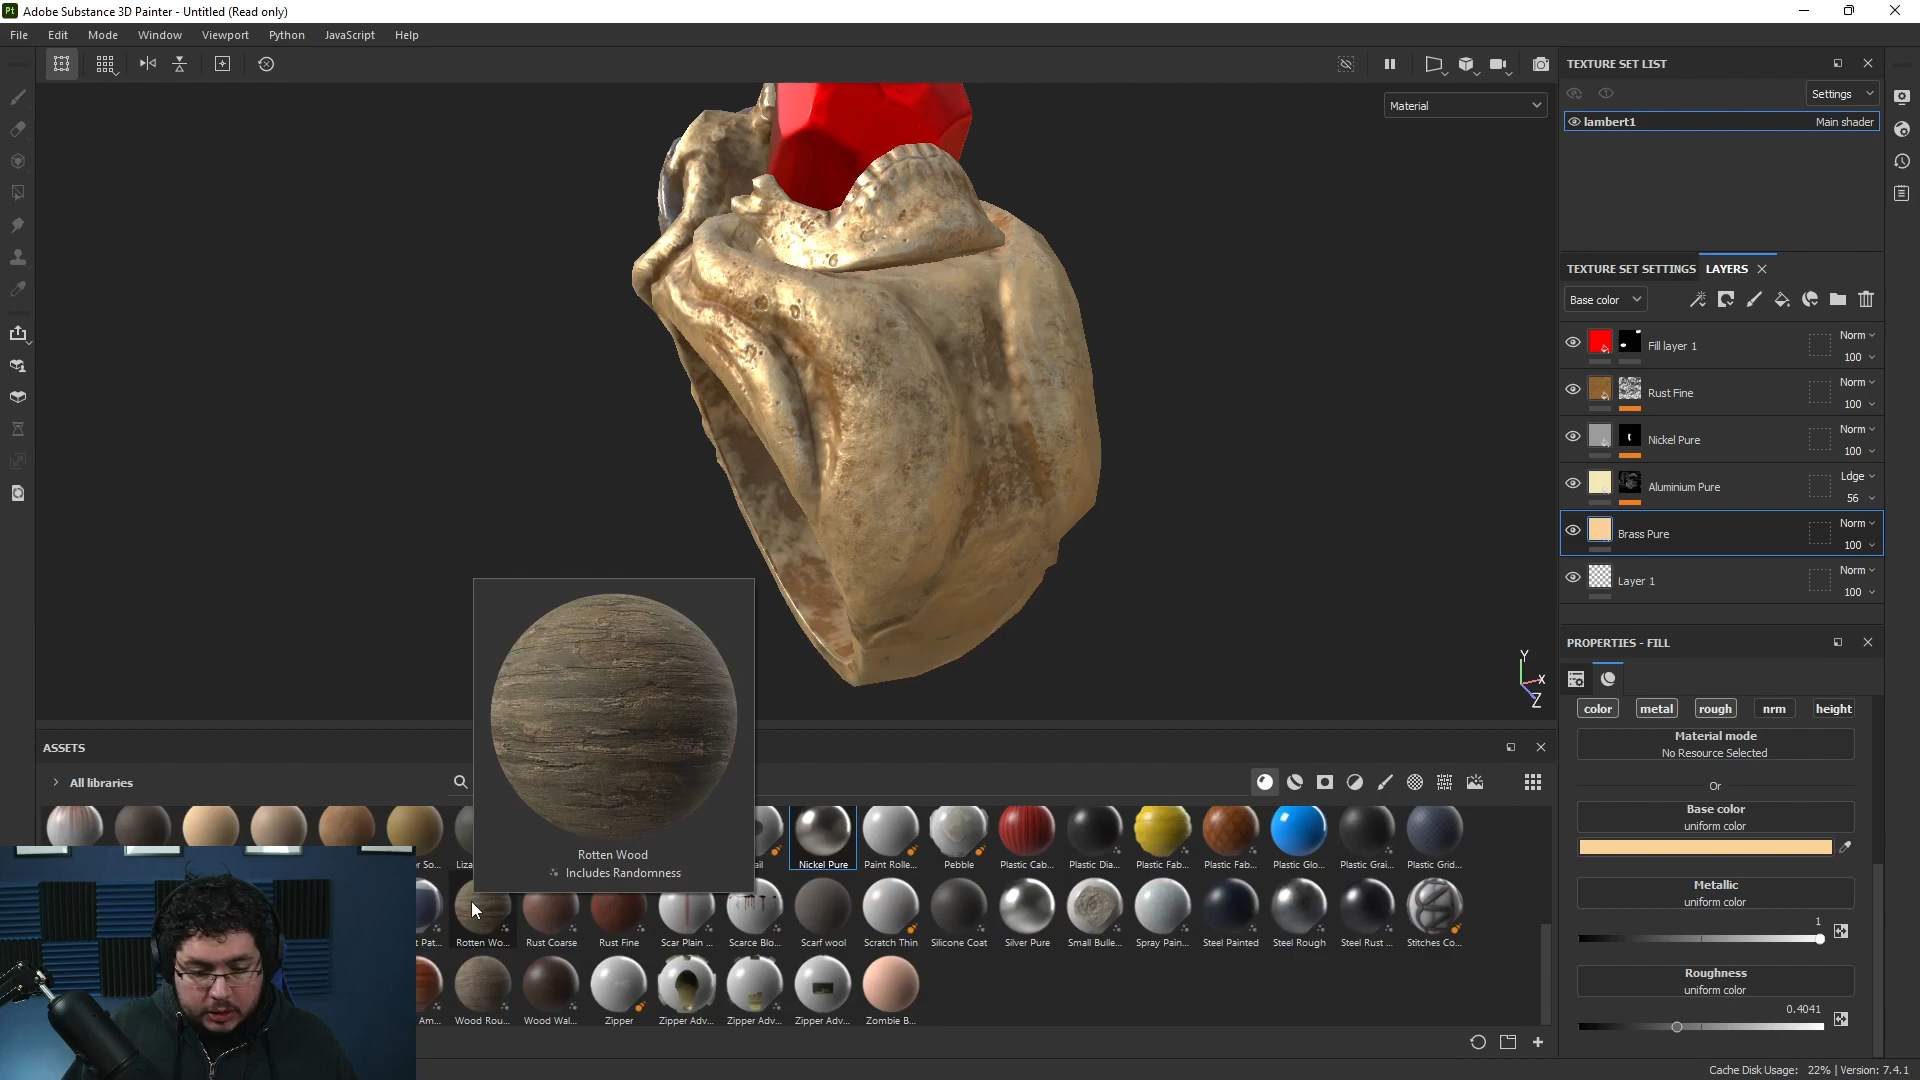 Pt Adobe Substance 3D Painter - Untitled (Read only)
File Edit Mode Window Viewport Python JavaScript Help
Material
TEXTURE SET LIST
Settings
lambert1 Main shader
TEXTURE SET SETTINGS LAYERS
Base color
Fill layer 1 Norm 100
Rust Fine Norm 100
Nickel Pure Norm 100
Aluminium Pure Ldge 56
Brass Pure Norm 100
Layer 1 Norm 100
PROPERTIES - FILL
color metal rough nrm height
Material mode
No Resource Selected
Or
Base color
uniform color
Metallic
uniform color
1
Roughness
uniform color
0.4041
Y
X
Z
ASSETS
All libraries
Rotten Wood
Includes Randomness
er So... Liza ail Nickel Pure Paint Rolle... Pebble Plastic Cab... Plastic Dia... Plastic Fab... Plastic Fab... Plastic Glo... Plastic Grai... Plastic Grid...
t Pat... Rotten Wo... Rust Coarse Rust Fine Scar Plain ... Scarce Blo... Scarf wool Scratch Thin Silicone Coat Silver Pure Small Bulle... Spray Pain... Steel Painted Steel Rough Steel Rust ... Stitches Co...
Am... Wood Rou... Wood Wal... Zipper Zipper Adv... Zipper Adv... Zipper Adv... Zombie B...
Cache Disk Usage: 22% | Version: 7.4.1